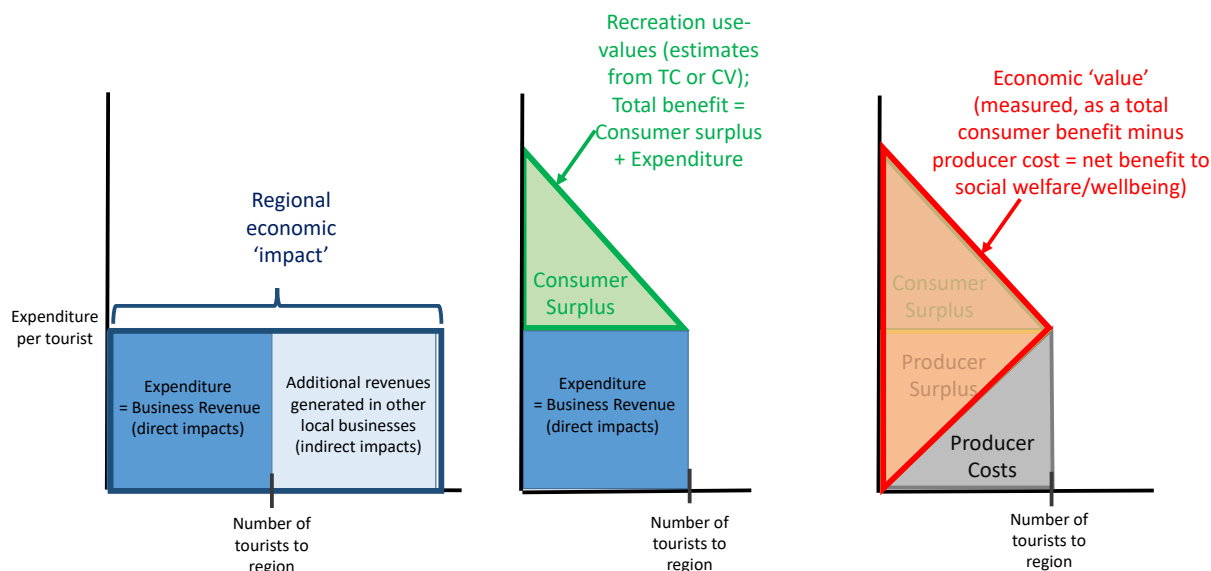 Regional
economic
‘impact’
Expenditure
per tourist
Expenditure
= Business Revenue
(direct impacts)
Additional revenues
generated in other
local businesses
(indirect impacts)
Number of
tourists to
region
Recreation use-
values (estimates
from TC or CV);
Total benefit =
Consumer surplus
+ Expenditure
Consumer
Surplus
Expenditure
= Business Revenue
(direct impacts)
Number of
tourists to
region
Economic ‘value’
(measured, as a total
consumer benefit minus
producer cost = net benefit to
social welfare/wellbeing)
Consumer
Surplus
Producer
Surplus
Producer
Costs
Number of
tourists to
region